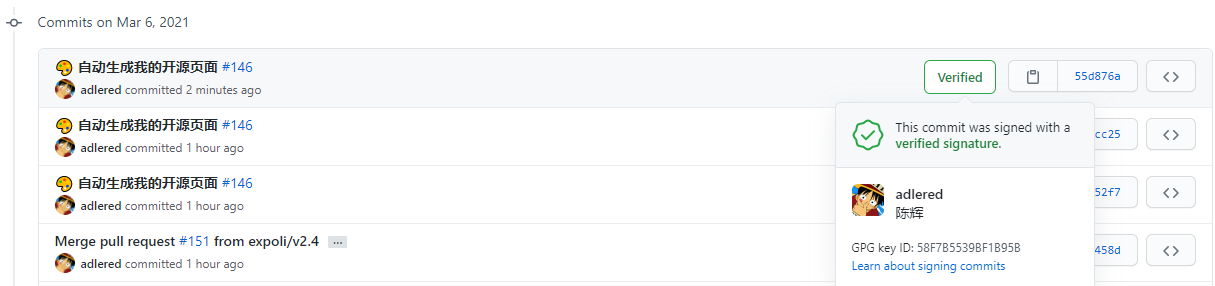 Commits on Mar 6, 2021
🎨 自动生成我的开源页面 #146
adlered committed 2 minutes ago
Verified
55d876a
This commit was signed with a
verified signature.
🎨 自动生成我的开源页面 #146
adlered committed 1 hour ago
cc25
🎨 自动生成我的开源页面 #146
adlered committed 1 hour ago
52f7
adlered
陈辉
Merge pull request #151 from expoli/v2.4 …
adlered committed 1 hour ago
458d
GPG key ID: 58F7B5539BF1B95B
Learn about signing commits